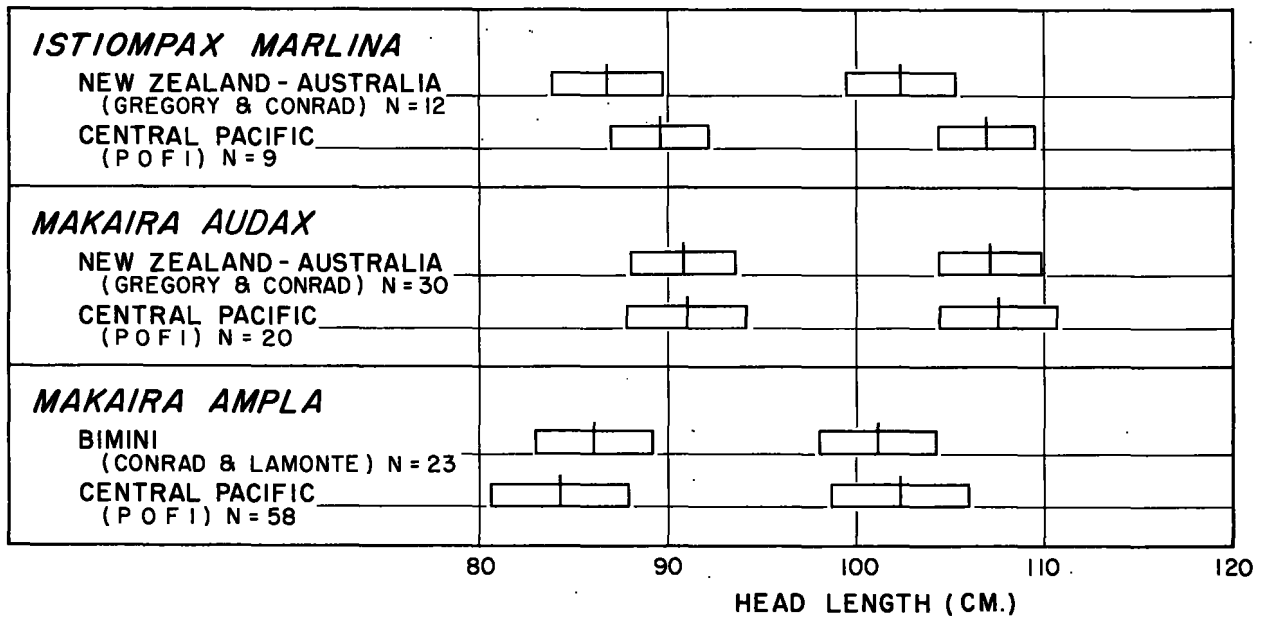 ISTIOMPAX MARLINA
NEW ZEALAND - AUSTRALIA
(GREGORY & CONRAD) N = 12
CENTRAL PACIFIC
(POFI) N = 9
MAKAIRA AUDAX
NEW ZEALAND - AUSTRALIA
(GREGORY & CONRAD) N = 30
CENTRAL PACIFIC
(POFI) N = 20
MAKAIRA AMPLA
BIMINI
(CONRAD & LAMONTE) N = 23
CENTRAL PACIFIC
(POFI) N = 58
80 90 100 110 120
HEAD LENGTH (CM.)